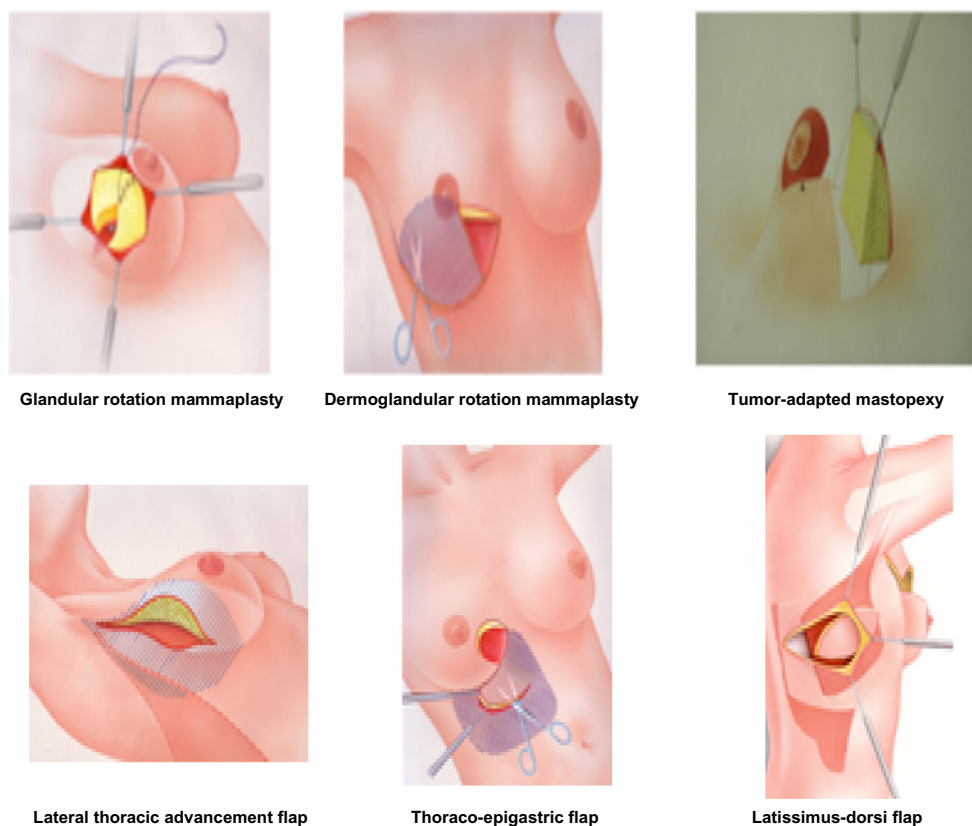 Glandular rotation mammaplasty
Dermoglandular rotation mammaplasty
Tumor-adapted mastopexy
Lateral thoracic advancement flap
Thoraco-epigastric flap
Latissimus-dorsi flap